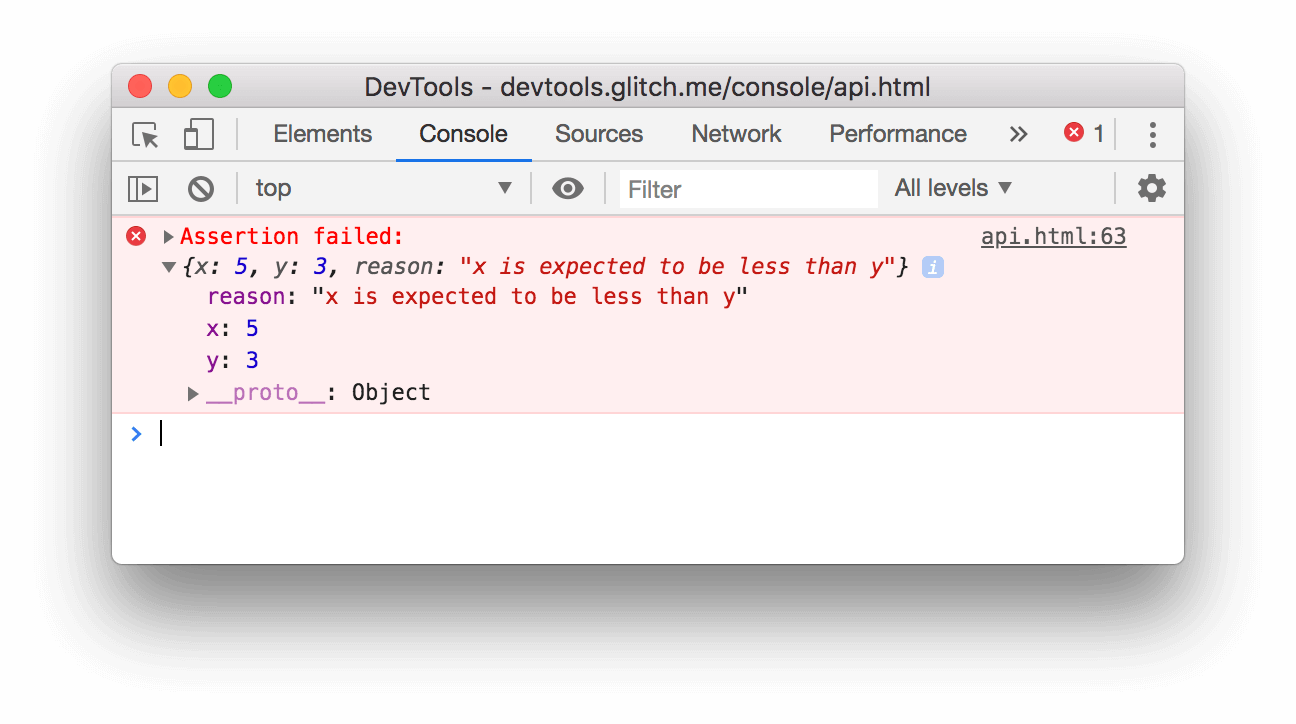 DevTools - devtools.glitch.me/console/api.html
Elements Console Sources Network Performance » 1
top Filter All levels
Assertion failed: api.html:63
{x: 5, y: 3, reason: "x is expected to be less than y"} i
reason: "x is expected to be less than y"
x: 5
y: 3
__proto__: Object